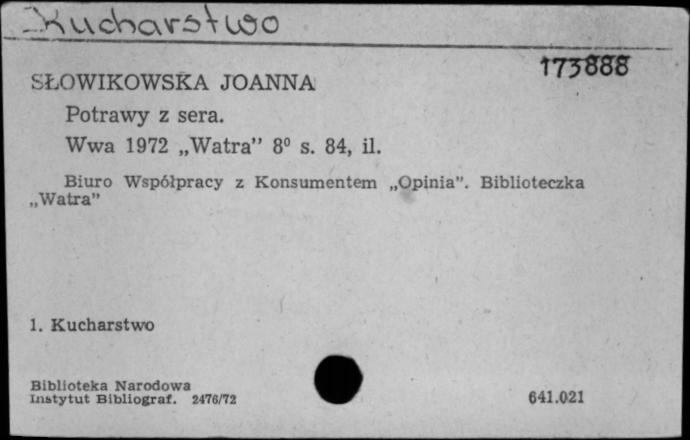 Kucharstwo
173888
SŁOWIKOWSKA JOANNA
Potrawy z sera.
Wwa 1972 „Watra” 8⁰ s. 84, il.
Biuro Współpracy z Konsumentem „Opinia”. Biblioteczka
„Watra”
1. Kucharstwo
Biblioteka Narodowa
Instytut Bibliograf. 2476/72
641.021